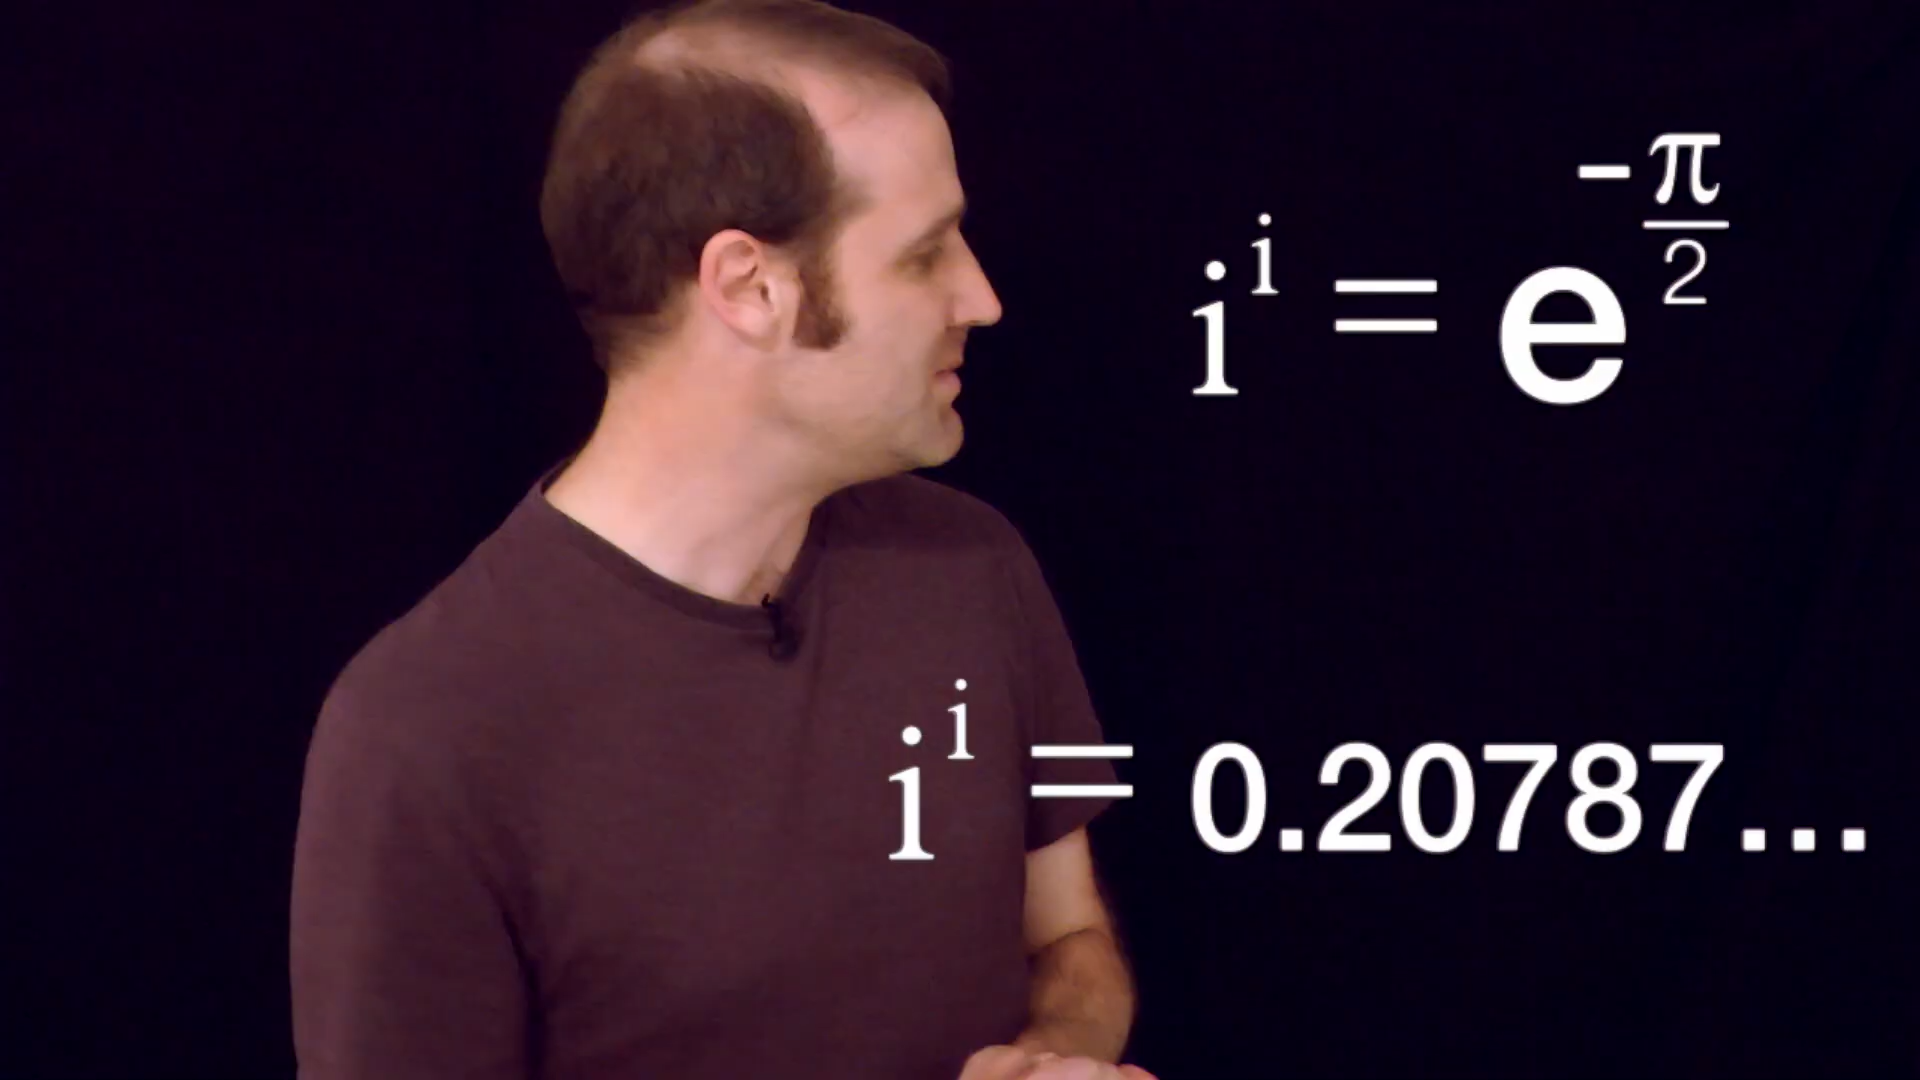 i^i = e^{-π/2}
i^i = 0.20787...